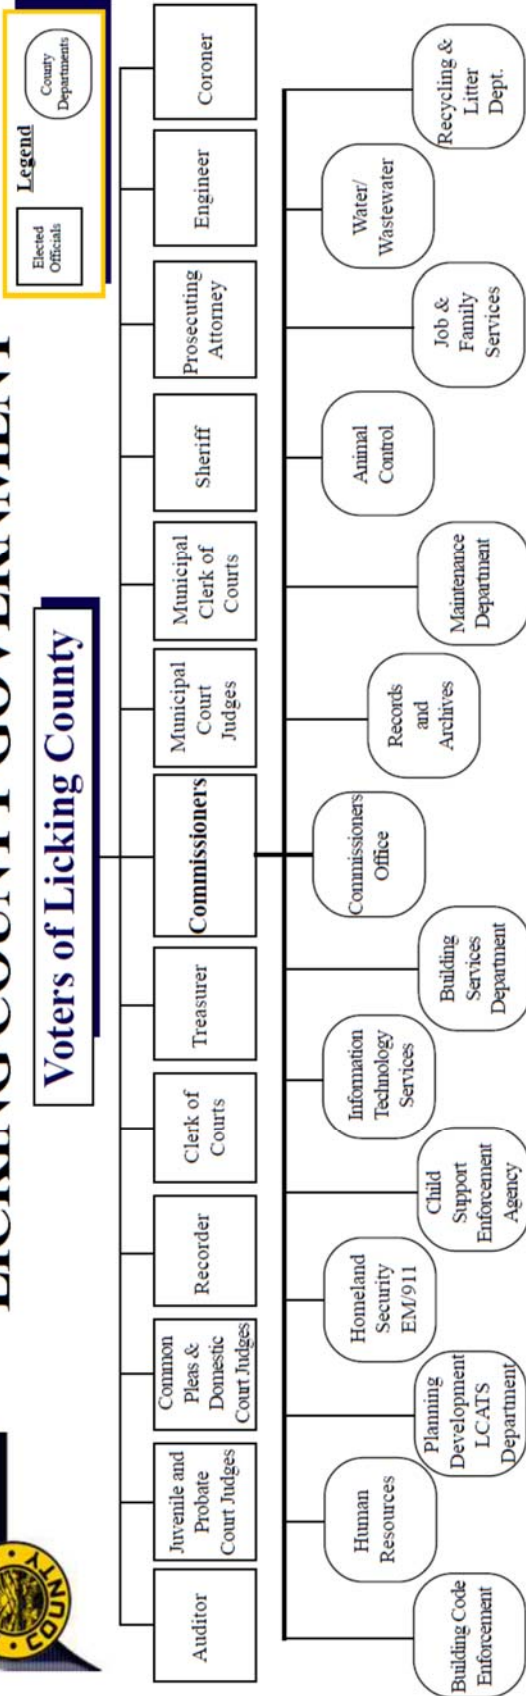 LICKING COUNTY GOVERNMENT
COUNTY
Legend
Elected
Officials
County
Departments
Voters of Licking County
Auditor
Juvenile and
Probate
Court Judges
Common
Pleas &
Domestic
Court Judges
Recorder
Clerk of
Courts
Treasurer
Commissioners
Municipal
Court
Judges
Municipal
Clerk of
Courts
Sheriff
Prosecuting
Attorney
Engineer
Coroner
Building Code
Enforcement
Human
Resources
Planning
Development
LCATS
Department
Homeland
Security
EM/911
Child
Support
Enforcement
Agency
Information
Technology
Services
Building
Services
Department
Commissioners
Office
Records
and
Archives
Maintenance
Department
Animal
Control
Job &
Family
Services
Water/
Wastewater
Recycling &
Litter
Dept.